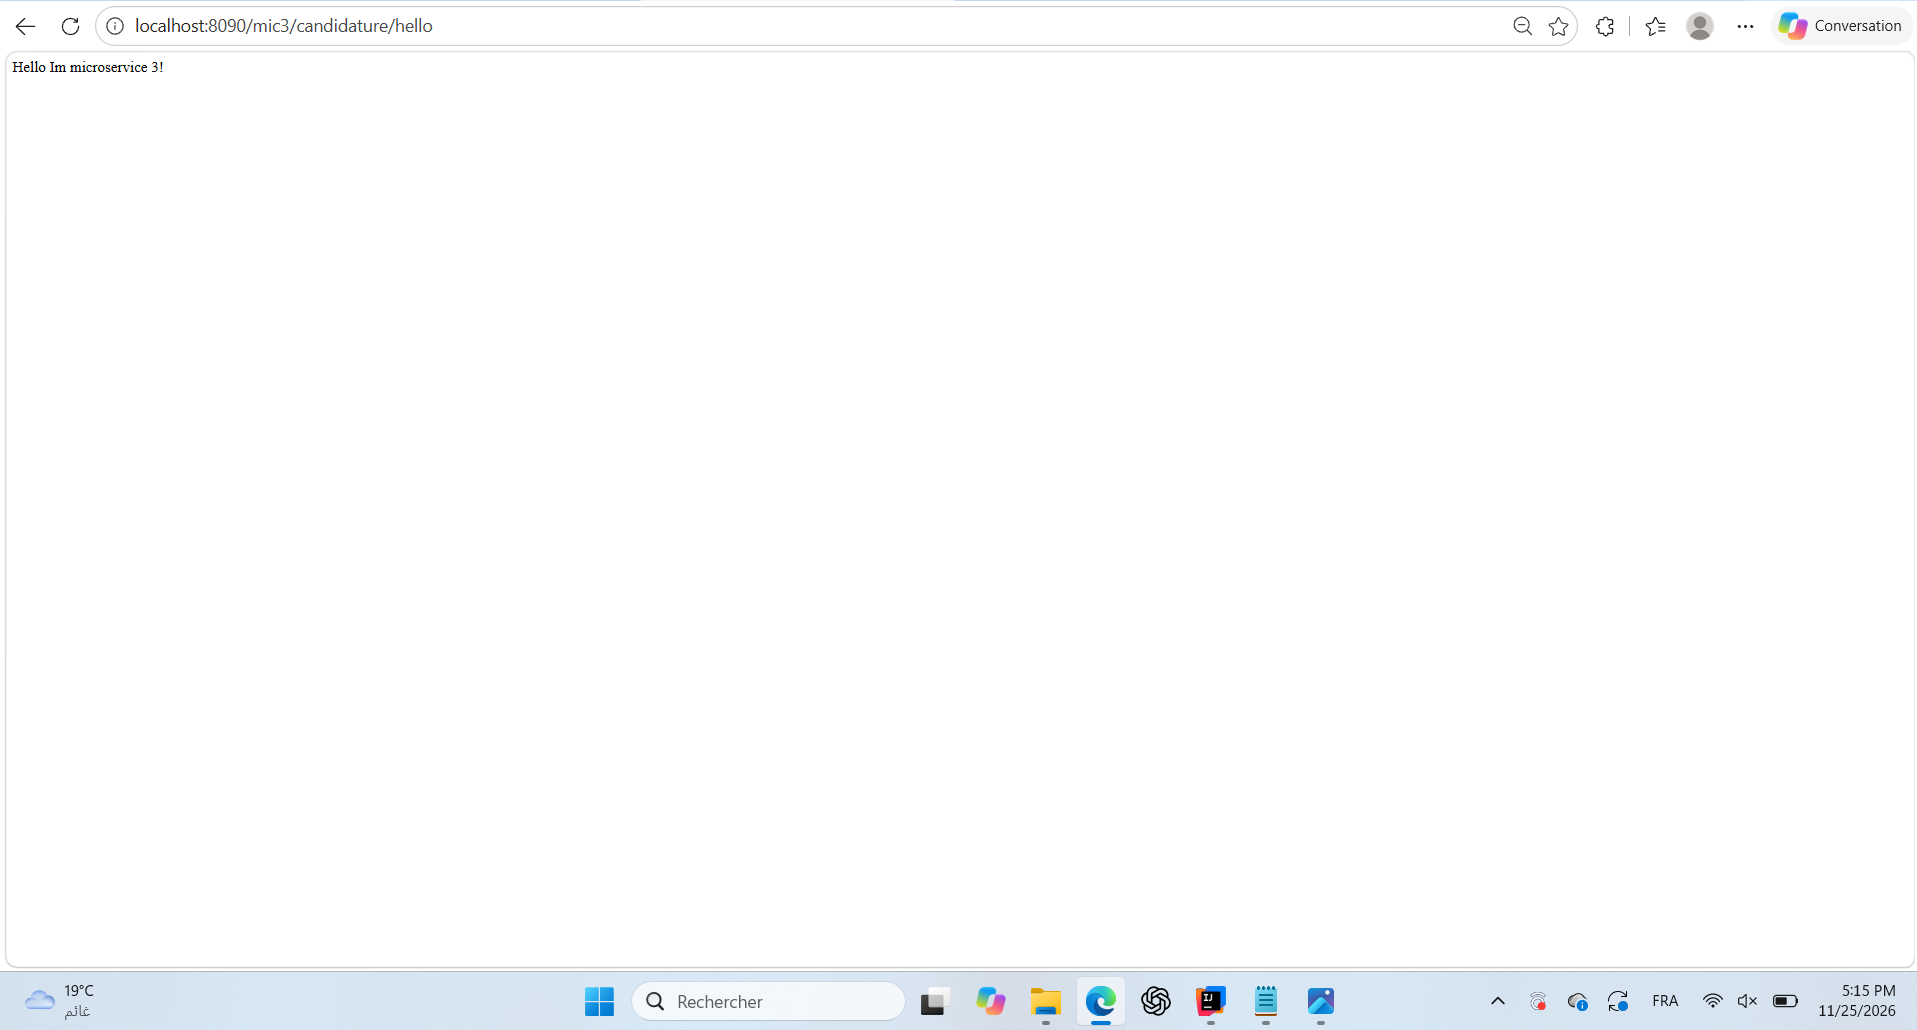 localhost:8090/mic3/candidature/hello
Conversation
Hello Im microservice 3!
19°C
غائم
Rechercher
FRA
5:15 PM
11/25/2026